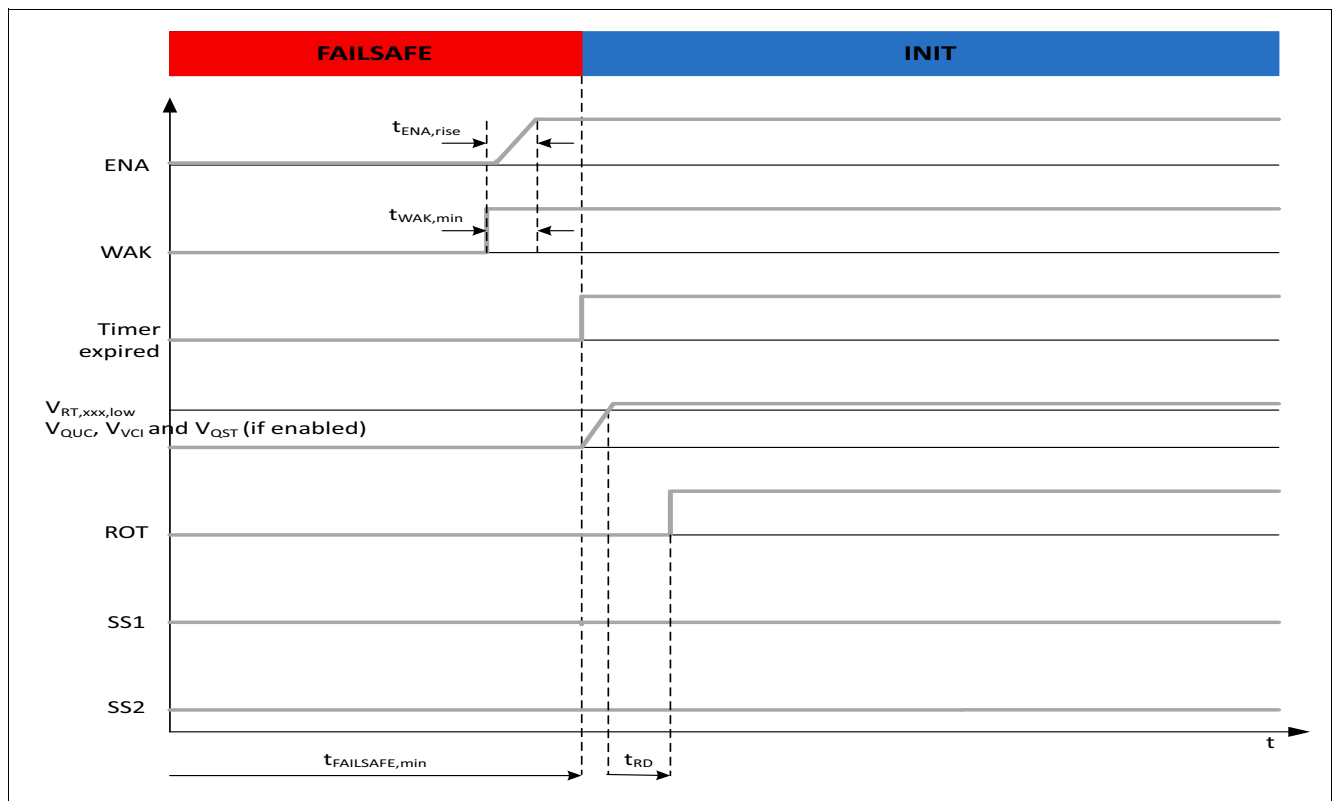 FAILSAFE
INIT
tENA,rise
ENA
tWAK,min
WAK
Timer
expired
VRT,xxx,low
VQUC, VVCI and VQST (if enabled)
ROT
SS1
SS2
t
tFAILSAFE,min
tRD